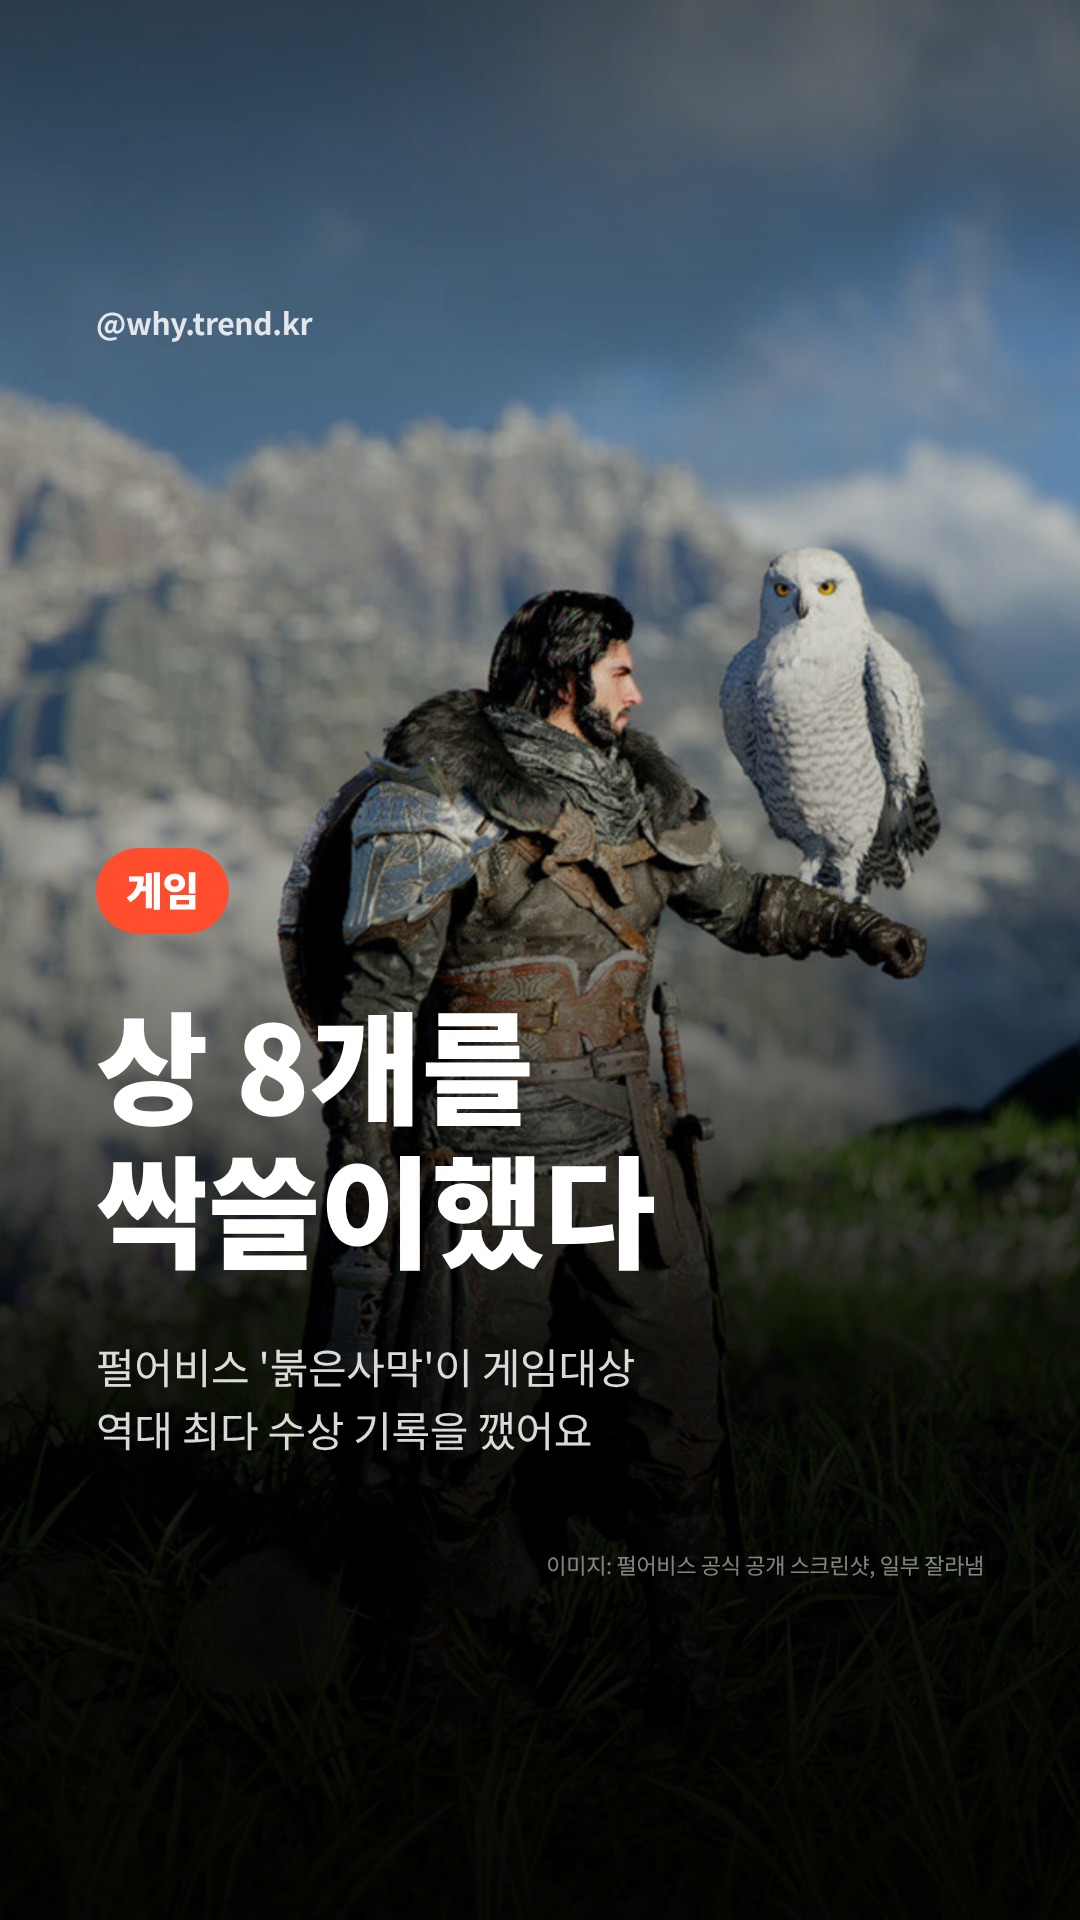 @why.trend.kr
게임
상 8개를
싹쓸이했다
펄어비스 '붉은사막'이 게임대상
역대 최다 수상 기록을 깼어요
이미지: 펄어비스 공식 공개 스크린샷, 일부 잘라냄